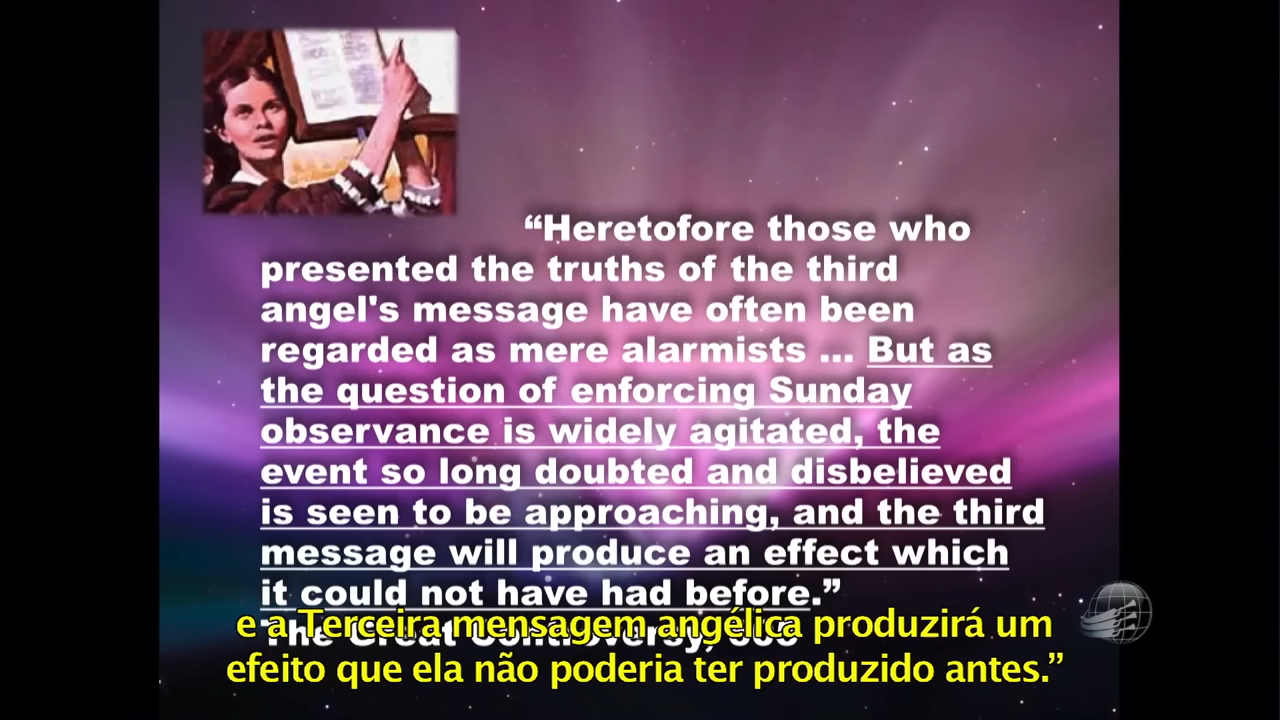 “Heretofore those who
presented the truths of the third
angel's message have often been
regarded as mere alarmists ... But as
the question of enforcing Sunday
observance is widely agitated, the
event so long doubted and disbelieved
is seen to be approaching, and the third
message will produce an effect which
it could not have had before.”
The Great Controversy,
e a Terceira mensagem angélica produzirá um
efeito que ela não poderia ter produzido antes.”